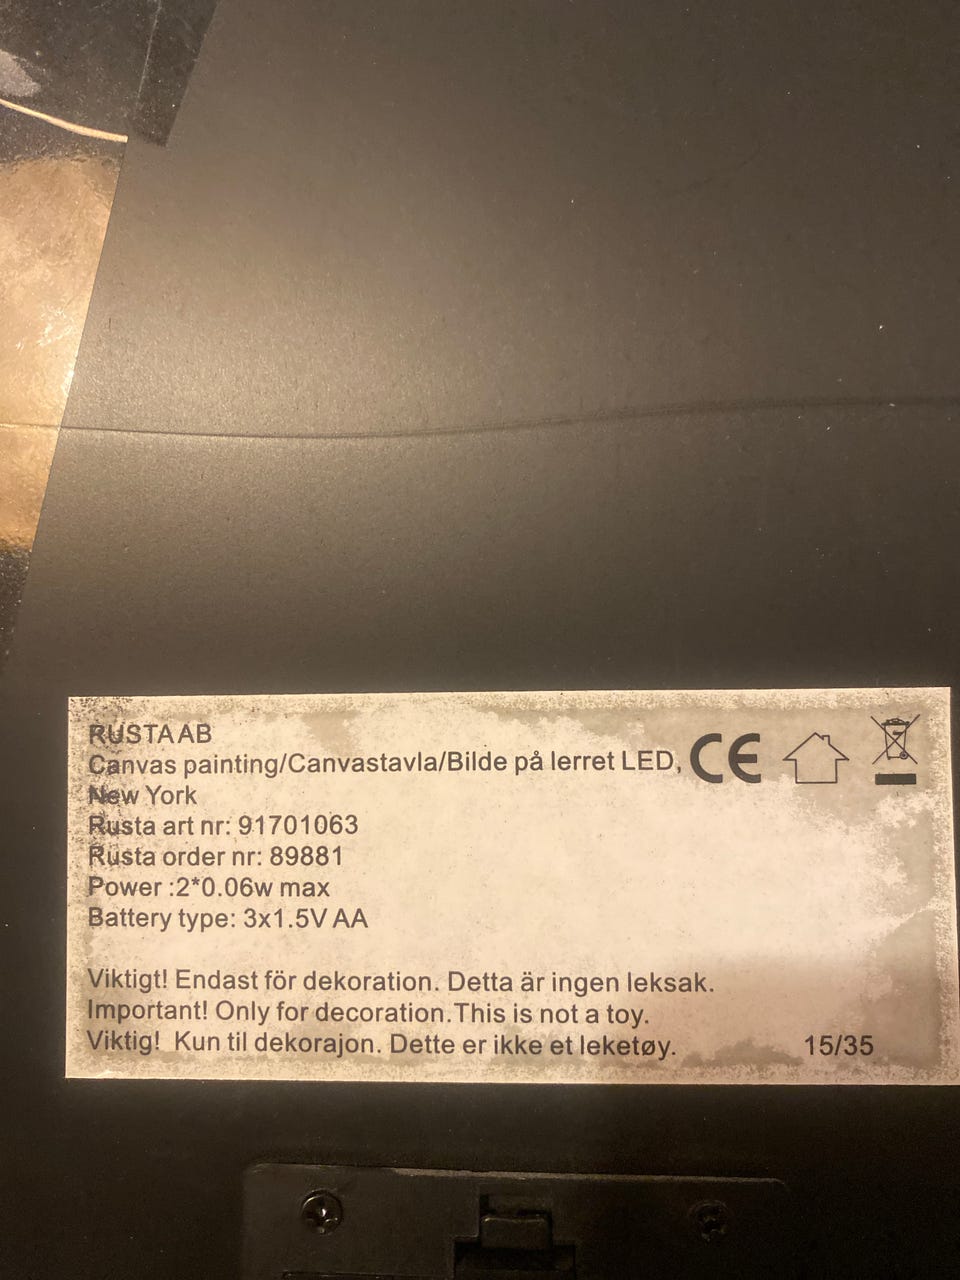 RUSTA AB
Canvas painting/Canvastavla/Bilde på lerret LED,
New York
Rusta art nr: 91701063
Rusta order nr: 89881
Power :2*0.06w max
Battery type: 3x1.5V AA
Viktigt! Endast för dekoration. Detta är ingen leksak.
Important! Only for decoration.This is not a toy.
Viktig! Kun til dekorajon. Dette er ikke et leketøy.
15/35
CE